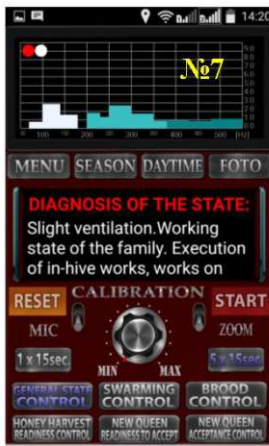 14:20
№7
0 100 200 300 400 500 [Hz]
MENU SEASON DAYTIME FOTO
DIAGNOSIS OF THE STATE:
Slight ventilation.Working
state of the family. Execution
of in-hive works, works on
RESET CALIBRATION START
MIC ZOOM
1 x 15sec. 5 x 15sec.
MIN MAX
GENERAL STATE CONTROL
SWARMING CONTROL
BROOD CONTROL
HONEY HARVEST READINESS CONTROL
NEW QUEEN READINESS TO ACCEPT
NEW QUEEN ACCEPTANCE CONTROL